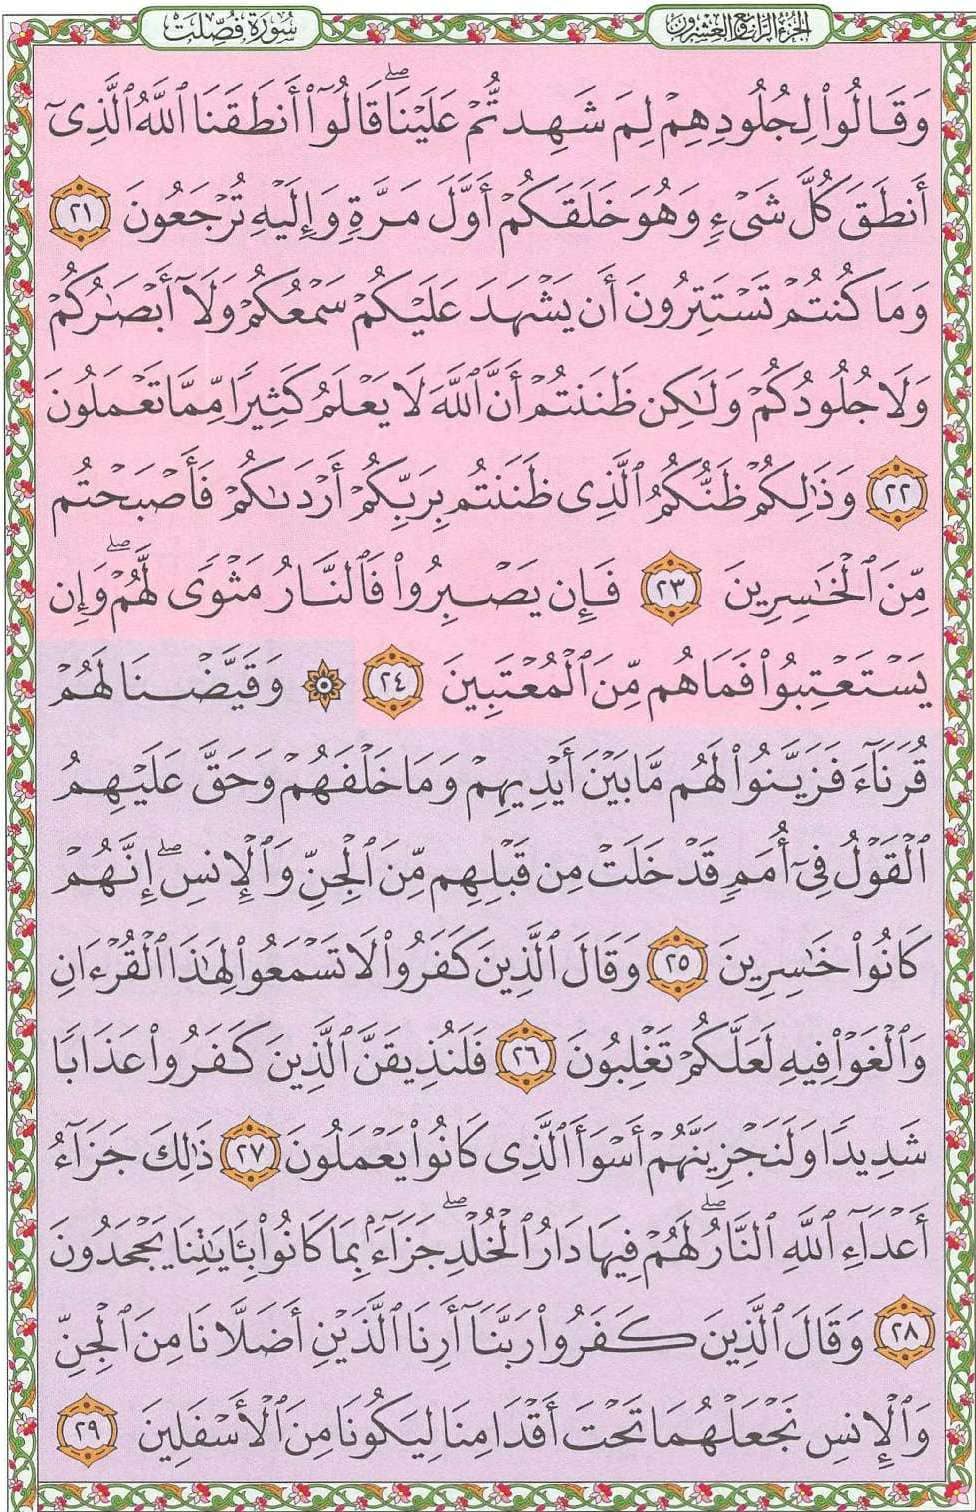 الجزء الرابع والعشرون
سورة فصلت
وَقَالُوا۟ لِجُلُودِهِمْ لِمَ شَهِدتُّمْ عَلَيْنَا ۖ قَالُوٓا۟ أَنطَقَنَا ٱللَّهُ ٱلَّذِىٓ
أَنطَقَ كُلَّ شَىْءٍ وَهُوَ خَلَقَكُمْ أَوَّلَ مَرَّةٍ وَإِلَيْهِ تُرْجَعُونَ ٢١
وَمَا كُنتُمْ تَسْتَتِرُونَ أَن يَشْهَدَ عَلَيْكُمْ سَمْعُكُمْ وَلَآ أَبْصَـٰرُكُمْ
وَلَا جُلُودُكُمْ وَلَـٰكِن ظَنَنتُمْ أَنَّ ٱللَّهَ لَا يَعْلَمُ كَثِيرًا مِّمَّا تَعْمَلُونَ
٢٢ وَذَٰلِكُمْ ظَنُّكُمُ ٱلَّذِى ظَنَنتُم بِرَبِّكُمْ أَرْدَىٰكُمْ فَأَصْبَحْتُم
مِّنَ ٱلْخَـٰسِرِينَ ٢٣ فَإِن يَصْبِرُوا۟ فَٱلنَّارُ مَثْوًى لَّهُمْ ۖ وَإِن
يَسْتَعْتِبُوا۟ فَمَا هُم مِّنَ ٱلْمُعْتَبِينَ ٢٤ ۞ وَقَيَّضْنَا لَهُمْ
قُرَنَآءَ فَزَيَّنُوا۟ لَهُم مَّا بَيْنَ أَيْدِيهِمْ وَمَا خَلْفَهُمْ وَحَقَّ عَلَيْهِمُ
ٱلْقَوْلُ فِىٓ أُمَمٍ قَدْ خَلَتْ مِن قَبْلِهِم مِّنَ ٱلْجِنِّ وَٱلْإِنسِ ۖ إِنَّهُمْ
كَانُوا۟ خَـٰسِرِينَ ٢٥ وَقَالَ ٱلَّذِينَ كَفَرُوا۟ لَا تَسْمَعُوا۟ لِهَـٰذَا ٱلْقُرْءَانِ
وَٱلْغَوْا۟ فِيهِ لَعَلَّكُمْ تَغْلِبُونَ ٢٦ فَلَنُذِيقَنَّ ٱلَّذِينَ كَفَرُوا۟ عَذَابًا
شَدِيدًا وَلَنَجْزِيَنَّهُمْ أَسْوَأَ ٱلَّذِى كَانُوا۟ يَعْمَلُونَ ٢٧ ذَٰلِكَ جَزَآءُ
أَعْدَآءِ ٱللَّهِ ٱلنَّارُ ۖ لَهُمْ فِيهَا دَارُ ٱلْخُلْدِ ۖ جَزَآءًۢ بِمَا كَانُوا۟ بِـَٔايَـٰتِنَا يَجْحَدُونَ
٢٨ وَقَالَ ٱلَّذِينَ كَفَرُوا۟ رَبَّنَآ أَرِنَا ٱلَّذَيْنِ أَضَلَّانَا مِنَ ٱلْجِنِّ
وَٱلْإِنسِ نَجْعَلْهُمَا تَحْتَ أَقْدَامِنَا لِيَكُونَا مِنَ ٱلْأَسْفَلِينَ ٢٩